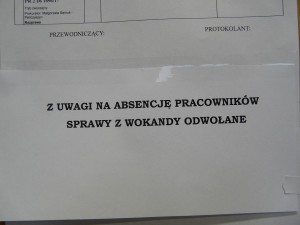 PRZEWODNICZĄCY:
PROTOKOLANT:
Z UWAGI NA ABSENCJĘ PRACOWNIKÓW
SPRAWY Z WOKANDY ODWOŁANE